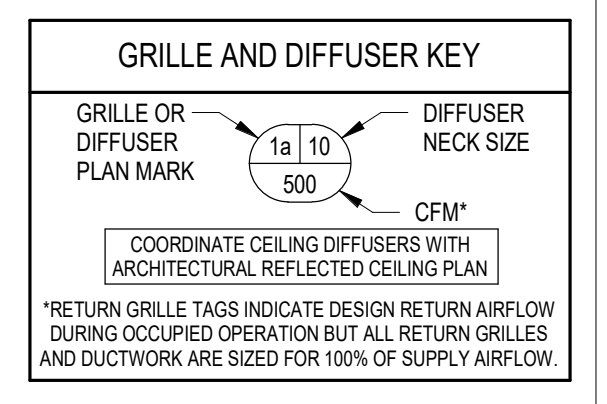 GRILLE AND DIFFUSER KEY
GRILLE OR
DIFFUSER
PLAN MARK
1a 10
500
DIFFUSER
NECK SIZE
CFM*
COORDINATE CEILING DIFFUSERS WITH
ARCHITECTURAL REFLECTED CEILING PLAN
*RETURN GRILLE TAGS INDICATE DESIGN RETURN AIRFLOW
DURING OCCUPIED OPERATION BUT ALL RETURN GRILLES
AND DUCTWORK ARE SIZED FOR 100% OF SUPPLY AIRFLOW.